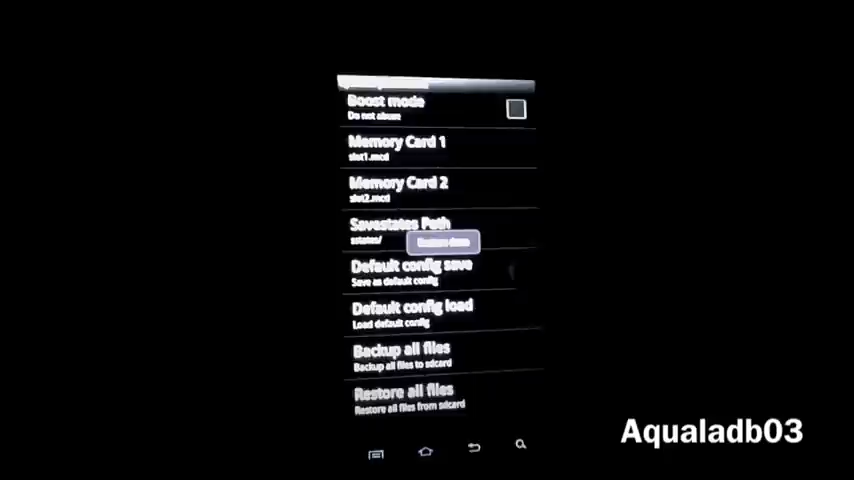 Boost mode
Do not abuse
Memory Card 1
slot1.mcd
Memory Card 2
slot2.mcd
Savestates Path
sstates/
Restore done
Default config save
Save as default config
Default config load
Load default config
Backup all files
Backup all files to sdcard
Restore all files
Restore all files from sdcard
Aqualadb03